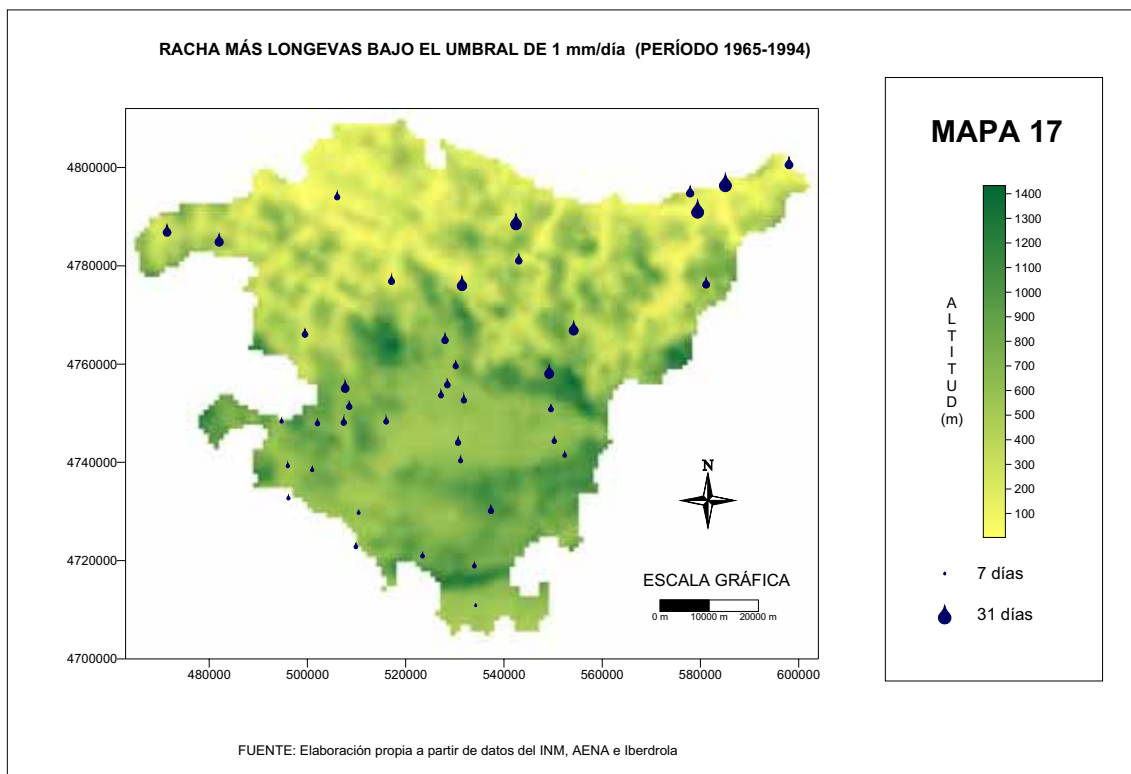 RACHA MÁS LONGEVAS BAJO EL UMBRAL DE 1 mm/día (PERÍODO 1965-1994)
MAPA 17
4800000
4780000
4760000
4740000
4720000
4700000
480000
500000
520000
540000
560000
580000
600000
N
ESCALA GRÁFICA
0 m
10000 m
20000 m
ALTITUD
(m)
1400
1300
1200
1100
1000
900
800
700
600
500
400
300
200
100
7 días
31 días
FUENTE: Elaboración propia a partir de datos del INM, AENA e Iberdrola